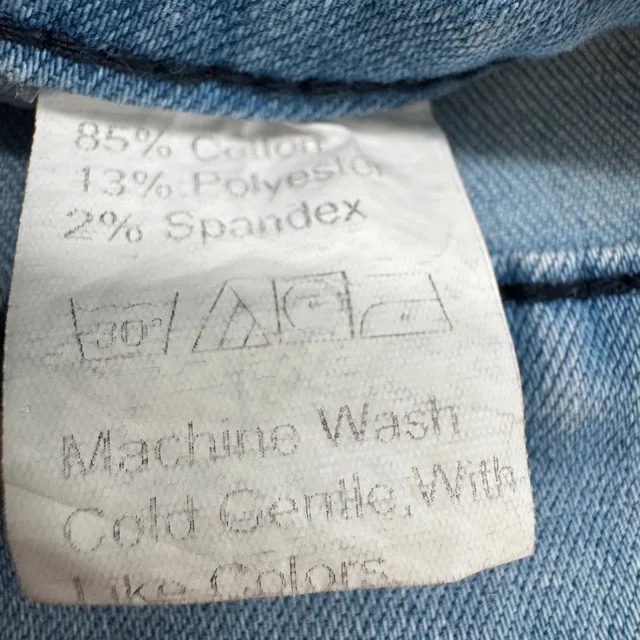 85% Cotton
13% Polyester
2% Spandex
30°
Machine Wash
Cold Gentle.With
Like Colors